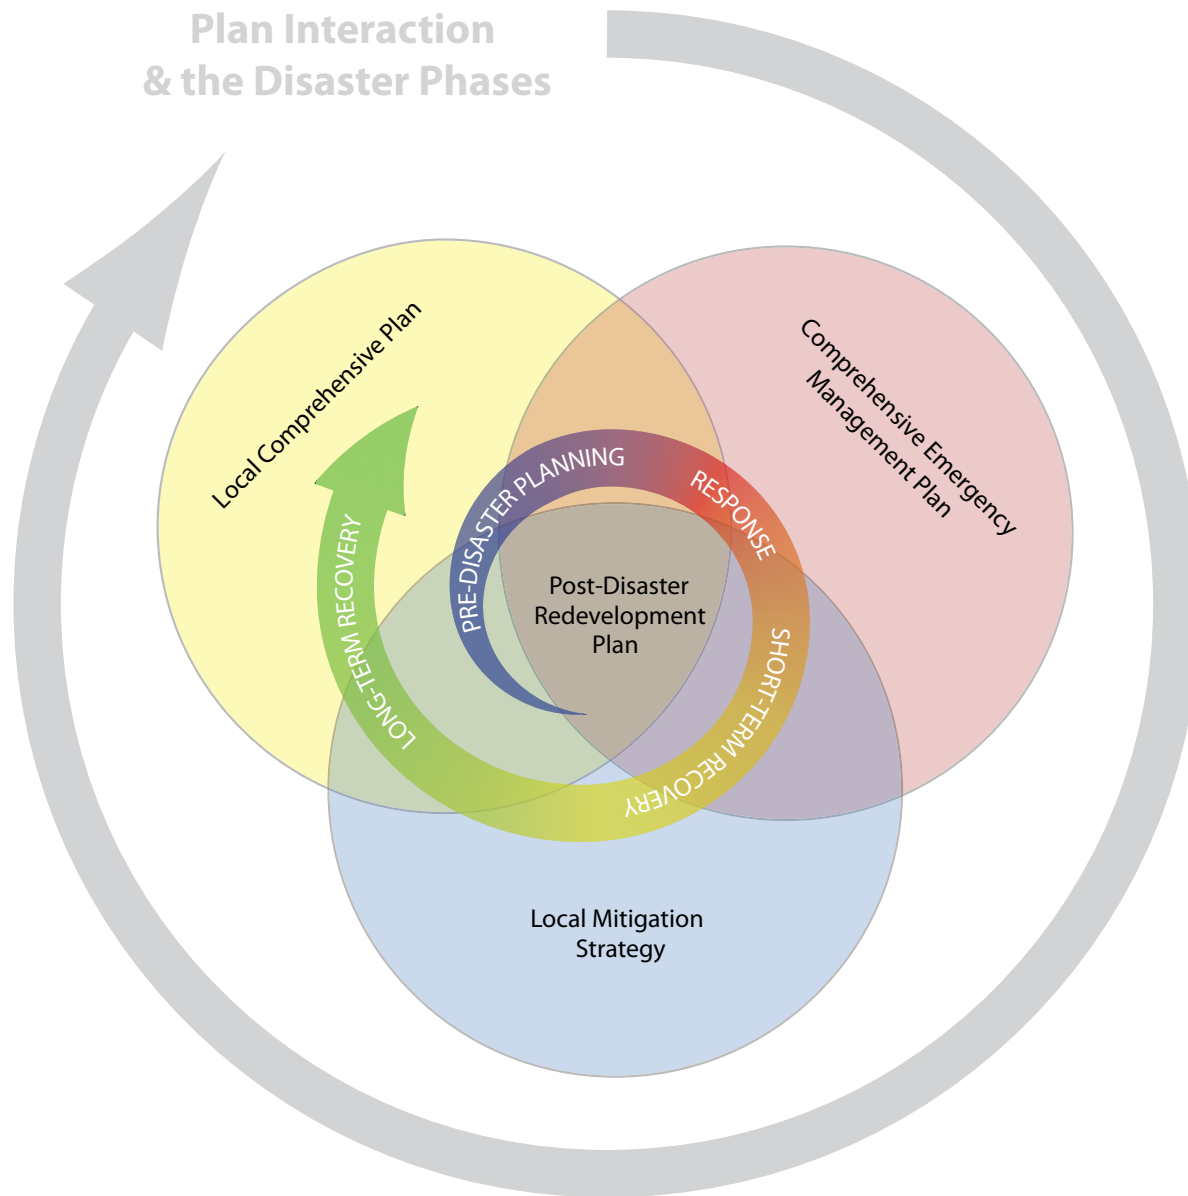 Plan Interaction
& the Disaster Phases
Local Comprehensive Plan
Comprehensive Emergency
Management Plan
PRE-DISASTER PLANNING
RESPONSE
SHORT-TERM RECOVERY
LONG-TERM RECOVERY
Post-Disaster
Redevelopment
Plan
Local Mitigation
Strategy